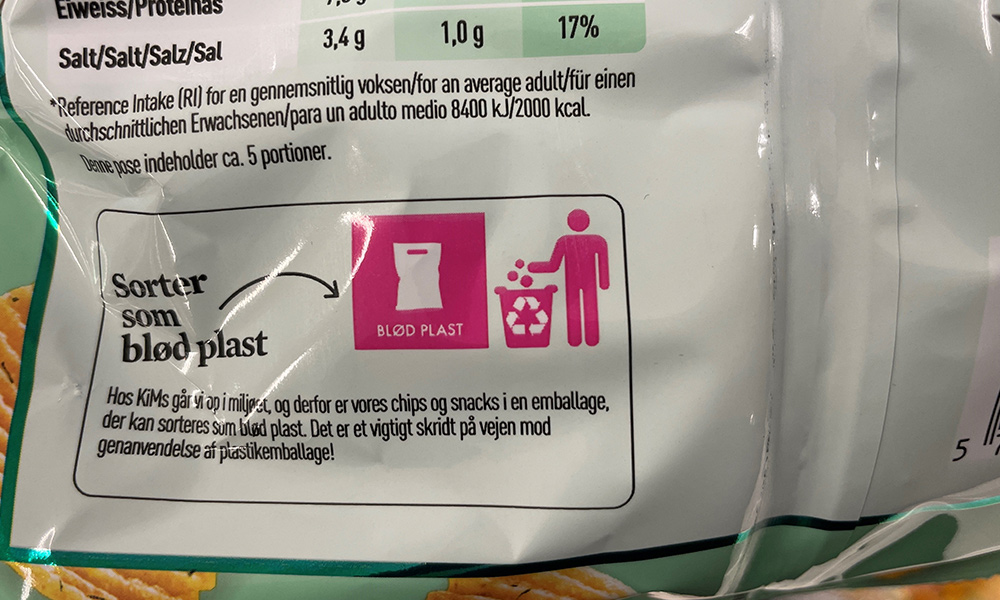 Eiweiss/Proteínas
Salt/Salt/Salz/Sal 3,4 g 1,0 g 17%
*Reference Intake (RI) for en gennemsnitlig voksen/for an average adult/für einen
durchschnittlichen Erwachsenen/para un adulto medio 8400 kJ/2000 kcal.
Denne pose indeholder ca. 5 portioner.
Sorter
som
blød plast
BLØD PLAST
Hos KiMs går vi op i miljøet, og derfor er vores chips og snacks i en emballage,
der kan sorteres som blød plast. Det er et vigtigt skridt på vejen mod
genanvendelse af plastikemballage!
5